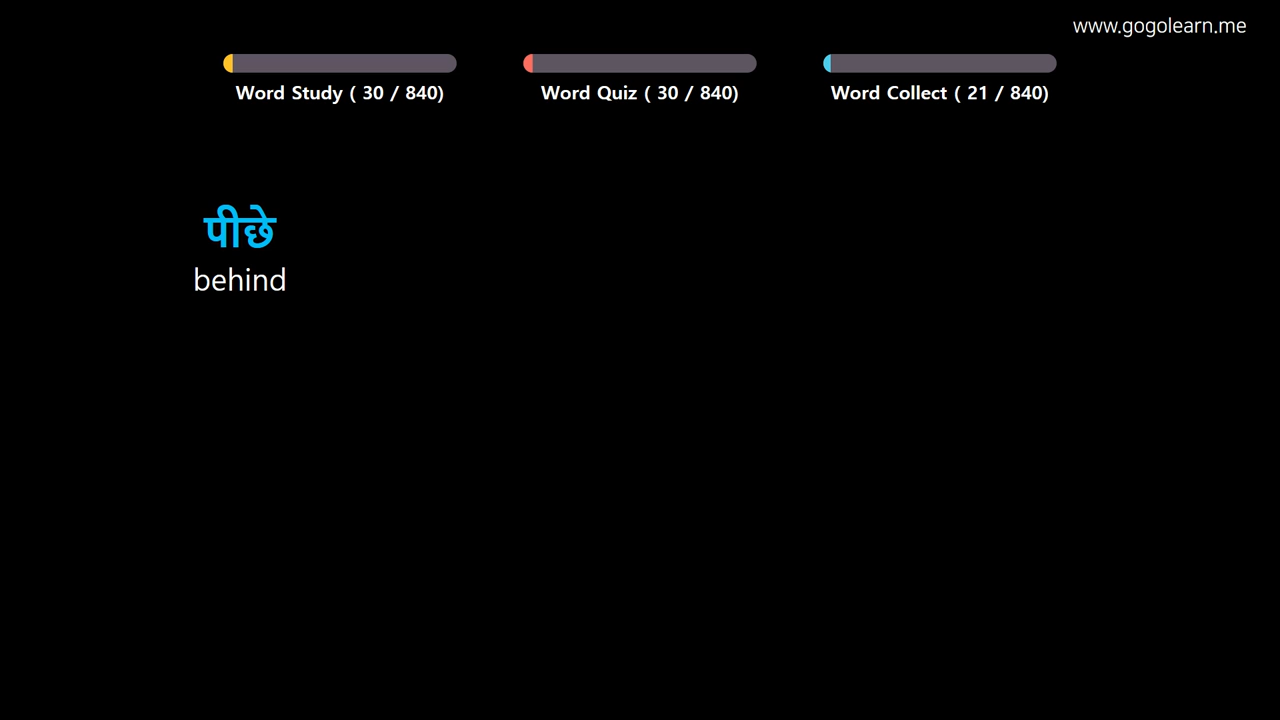 www.gogolearn.me
Word Study ( 30 / 840)
Word Quiz ( 30 / 840)
Word Collect ( 21 / 840)
पीछे
behind